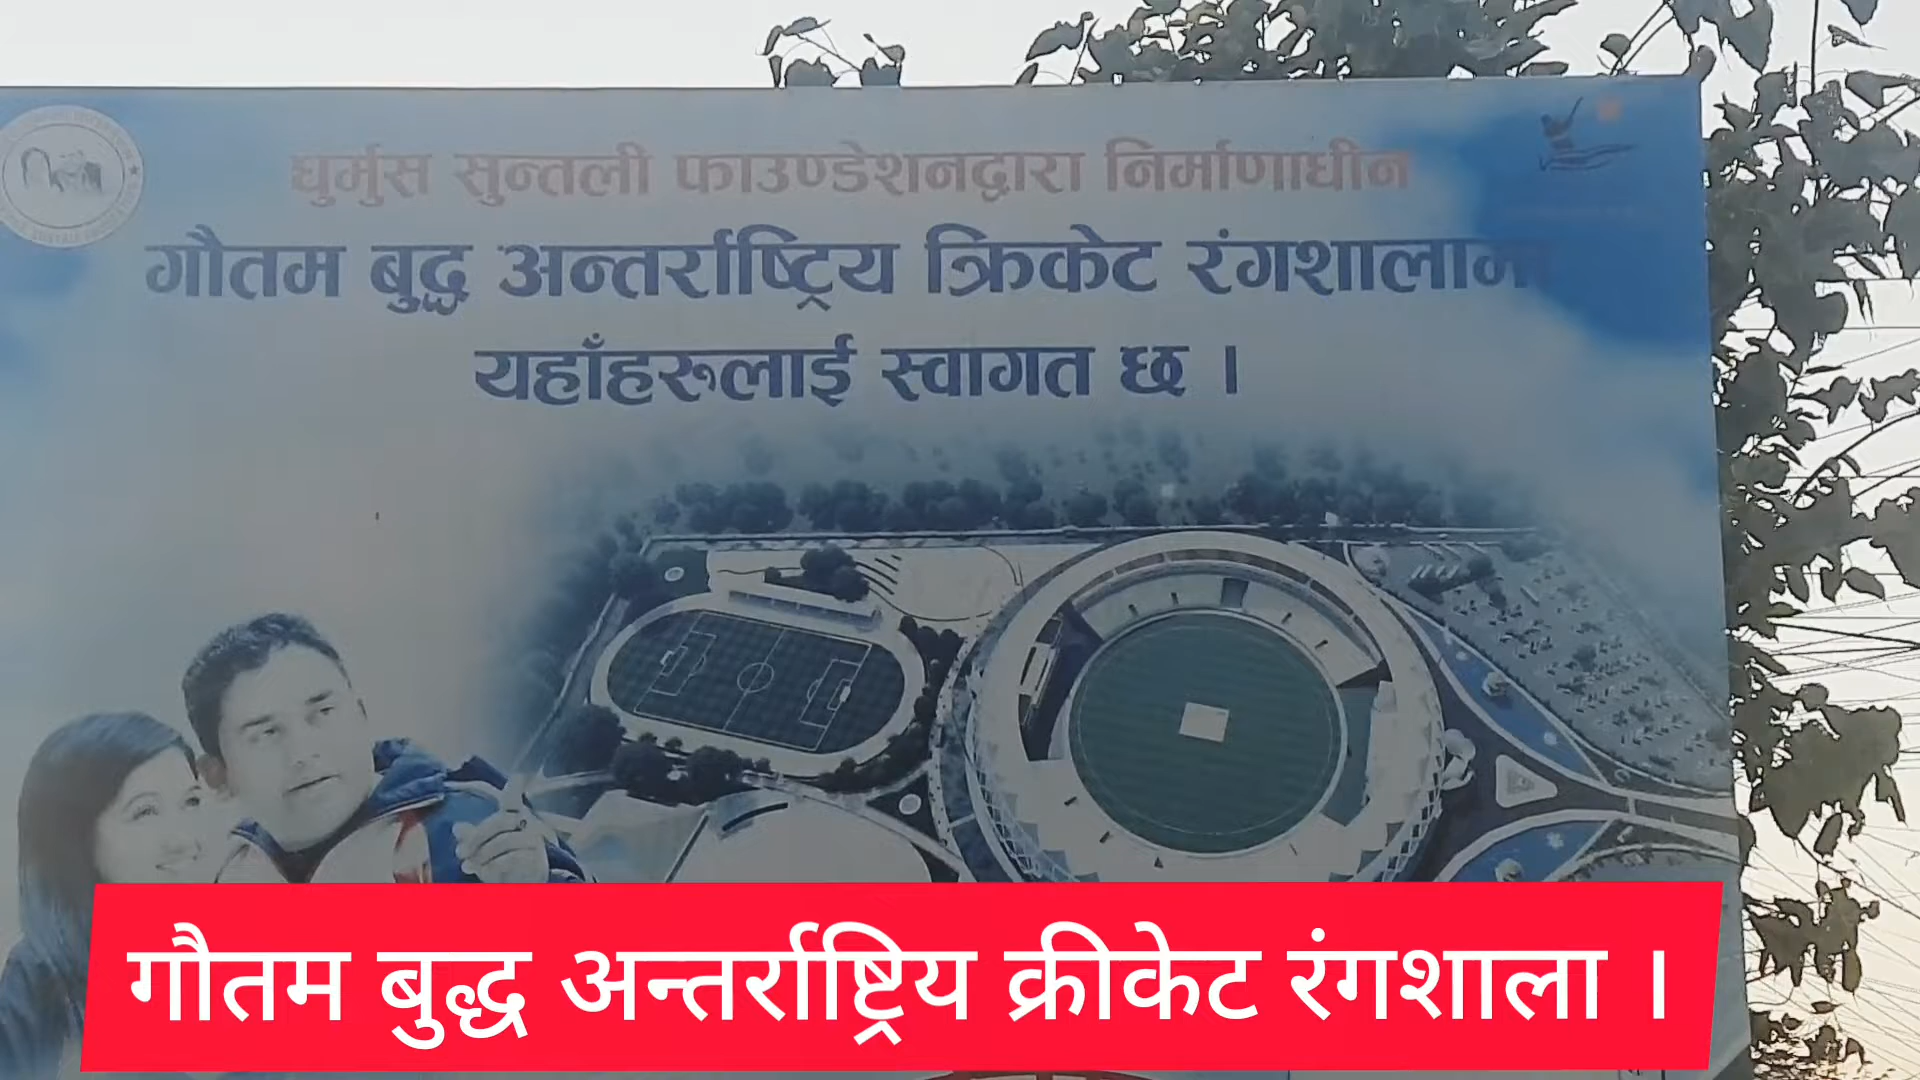 धुर्मुस सुन्तली फाउण्डेशनद्वारा निर्माणाधीन
गौतम बुद्ध अन्तर्राष्ट्रिय क्रिकेट रंगशालामा
यहाँहरुलाई स्वागत छ ।
गौतम बुद्ध अन्तर्राष्ट्रिय क्रीकेट रंगशाला ।